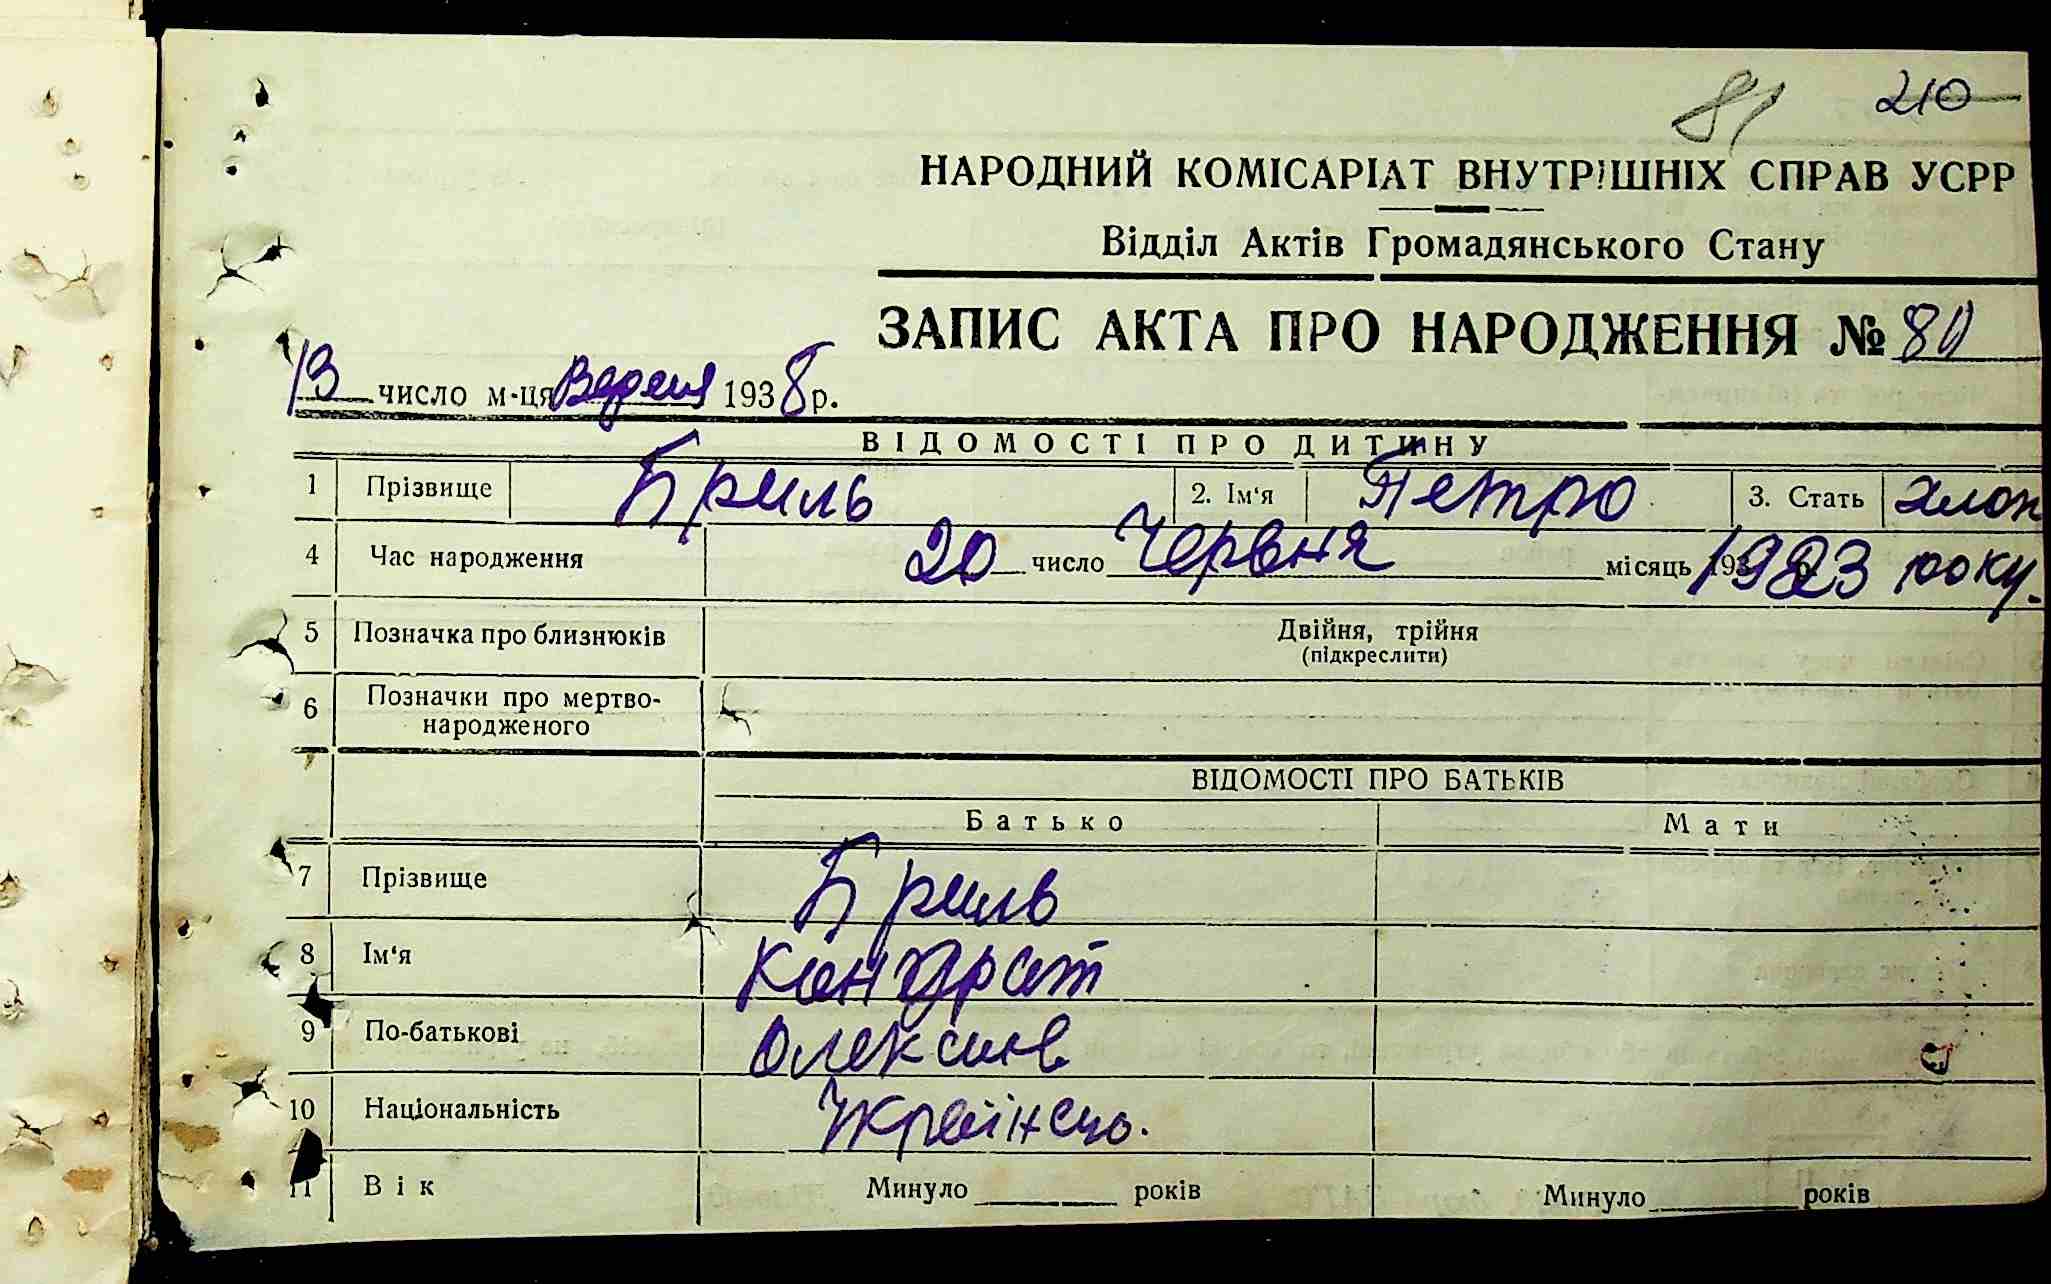 81 210
НАРОДНИЙ КОМІСАРІАТ ВНУТРІШНІХ СПРАВ УСРР
Відділ Актів Громадянського Стану
ЗАПИС АКТА ПРО НАРОДЖЕННЯ № 80
13 число м-ця Вересня 1938 р.
ВІДОМОСТІ ПРО ДИТИНУ
1 Прізвище Бриль 2. Ім'я Петро 3. Стать хлоп
4 Час народження 20 число Червня місяць 1923 року.
5 Позначка про близнюків Двійня, трійня
(підкреслити)
6 Позначки про мертво-
народженого
ВІДОМОСТІ ПРО БАТЬКІВ
Батько Мати
7 Прізвище Бриль
8 Ім'я Кондрат
9 По-батькові Олексіїв
10 Національність Українець.
11 Вік Минуло років Минуло років